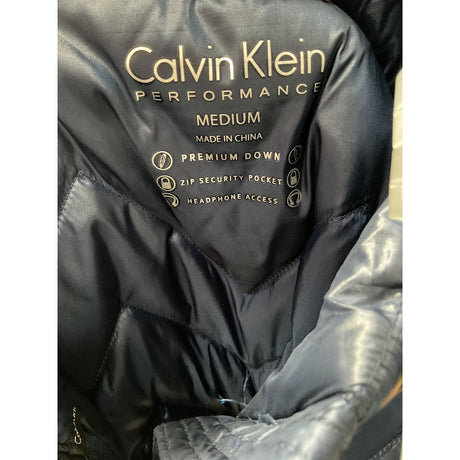 Calvin Klein
PERFORMANCE
MEDIUM
MADE IN CHINA
PREMIUM DOWN
ZIP SECURITY POCKET
HEADPHONE ACCESS